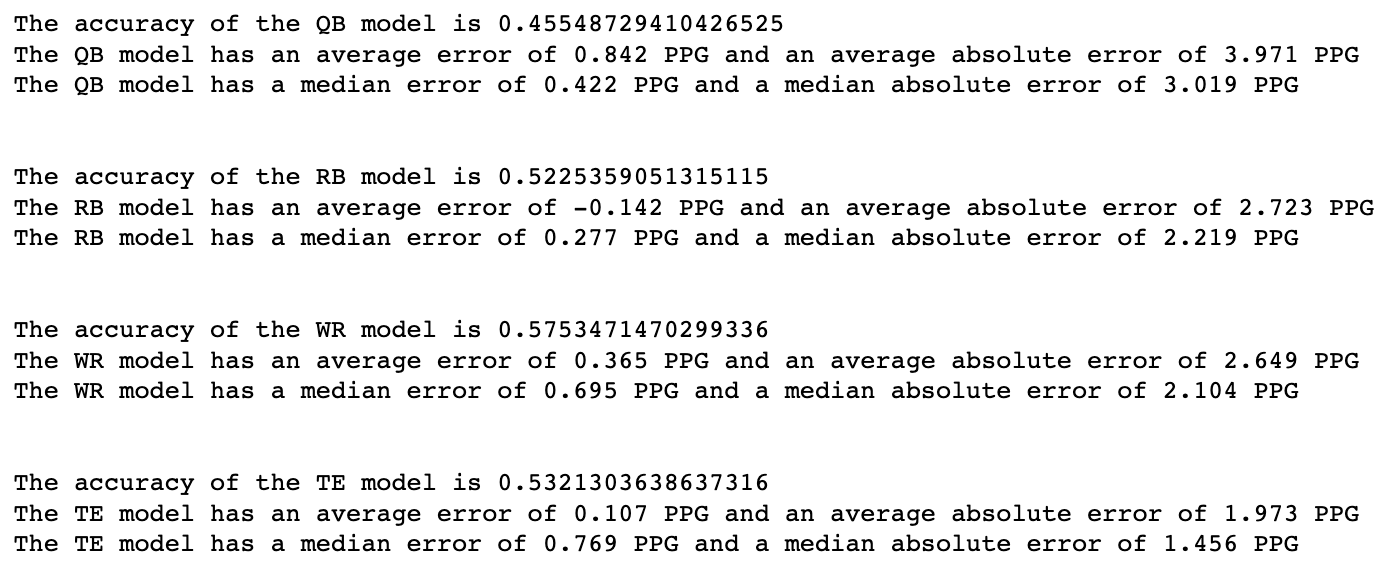 The accuracy of the QB model is 0.45548729410426525
The QB model has an average error of 0.842 PPG and an average absolute error of 3.971 PPG
The QB model has a median error of 0.422 PPG and a median absolute error of 3.019 PPG
The accuracy of the RB model is 0.5225359051315115
The RB model has an average error of -0.142 PPG and an average absolute error of 2.723 PPG
The RB model has a median error of 0.277 PPG and a median absolute error of 2.219 PPG
The accuracy of the WR model is 0.5753471470299336
The WR model has an average error of 0.365 PPG and an average absolute error of 2.649 PPG
The WR model has a median error of 0.695 PPG and a median absolute error of 2.104 PPG
The accuracy of the TE model is 0.5321303638637316
The TE model has an average error of 0.107 PPG and an average absolute error of 1.973 PPG
The TE model has a median error of 0.769 PPG and a median absolute error of 1.456 PPG